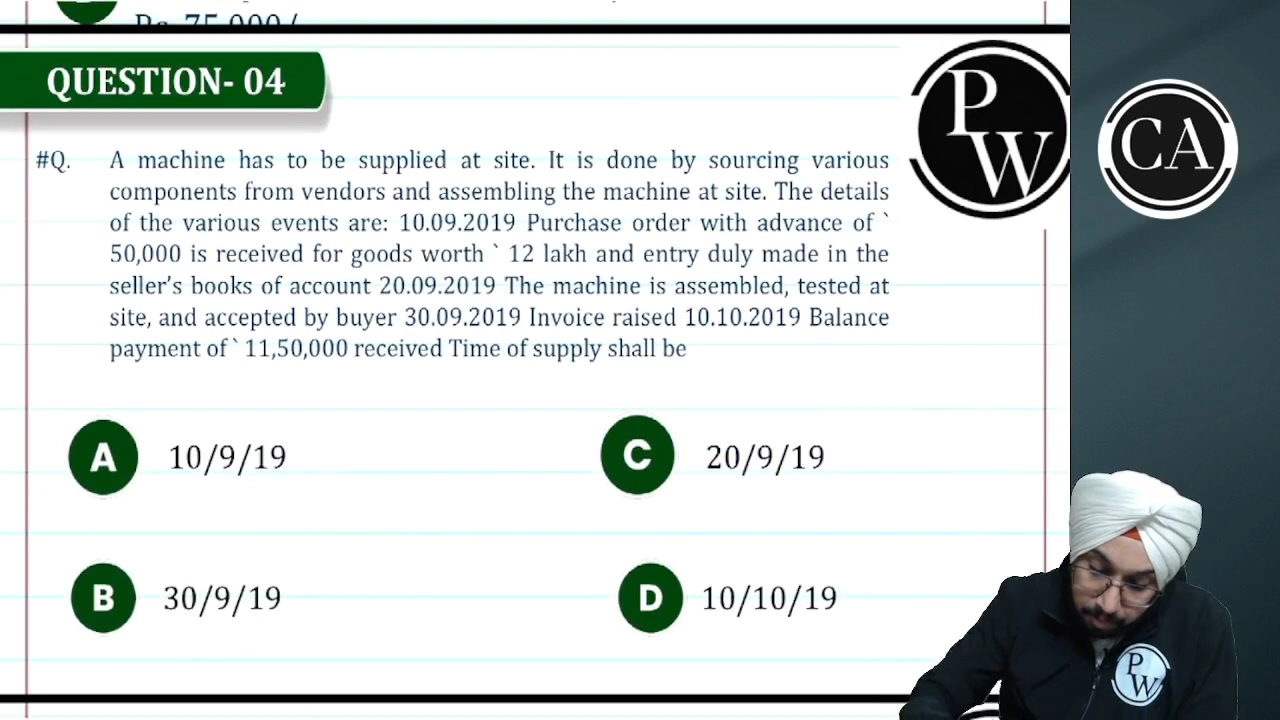 Rs. 75,000/
QUESTION- 04
#Q. A machine has to be supplied at site. It is done by sourcing various
components from vendors and assembling the machine at site. The details
of the various events are: 10.09.2019 Purchase order with advance of `
50,000 is received for goods worth ` 12 lakh and entry duly made in the
seller’s books of account 20.09.2019 The machine is assembled, tested at
site, and accepted by buyer 30.09.2019 Invoice raised 10.10.2019 Balance
payment of ` 11,50,000 received Time of supply shall be
A 10/9/19
C 20/9/19
B 30/9/19
D 10/10/19
PW
CA
PW